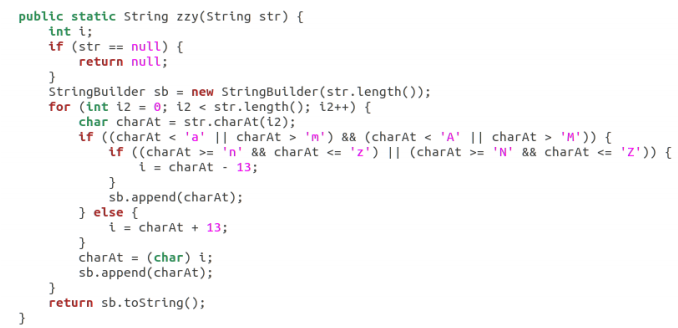 public static String zzy(String str) {
    int i;
    if (str == null) {
        return null;
    }
    StringBuilder sb = new StringBuilder(str.length());
    for (int i2 = 0; i2 < str.length(); i2++) {
        char charAt = str.charAt(i2);
        if ((charAt < 'a' || charAt > 'm') && (charAt < 'A' || charAt > 'M')) {
            if ((charAt >= 'n' && charAt <= 'z') || (charAt >= 'N' && charAt <= 'Z')) {
                i = charAt - 13;
            }
            sb.append(charAt);
        } else {
            i = charAt + 13;
        }
        charAt = (char) i;
        sb.append(charAt);
    }
    return sb.toString();
}